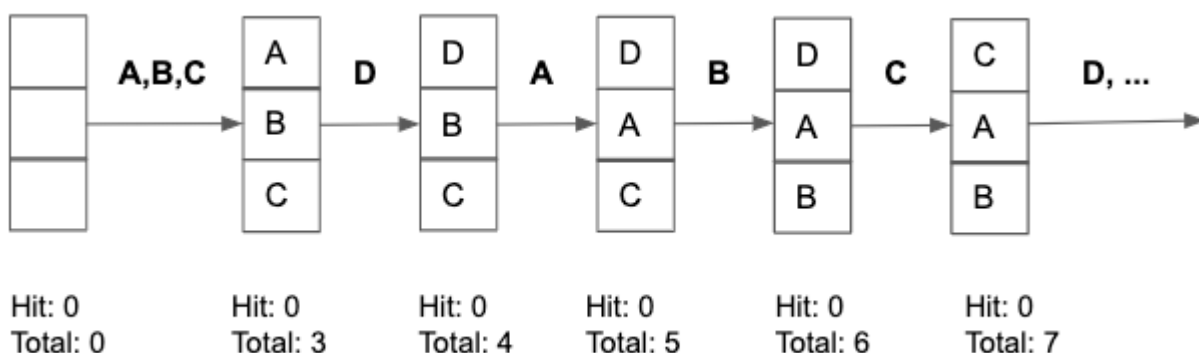 A,B,C
D
A
B
C
D, ...
A
B
C
D
B
C
D
A
C
D
A
B
C
A
B
Hit: 0
Total: 0
Hit: 0
Total: 3
Hit: 0
Total: 4
Hit: 0
Total: 5
Hit: 0
Total: 6
Hit: 0
Total: 7